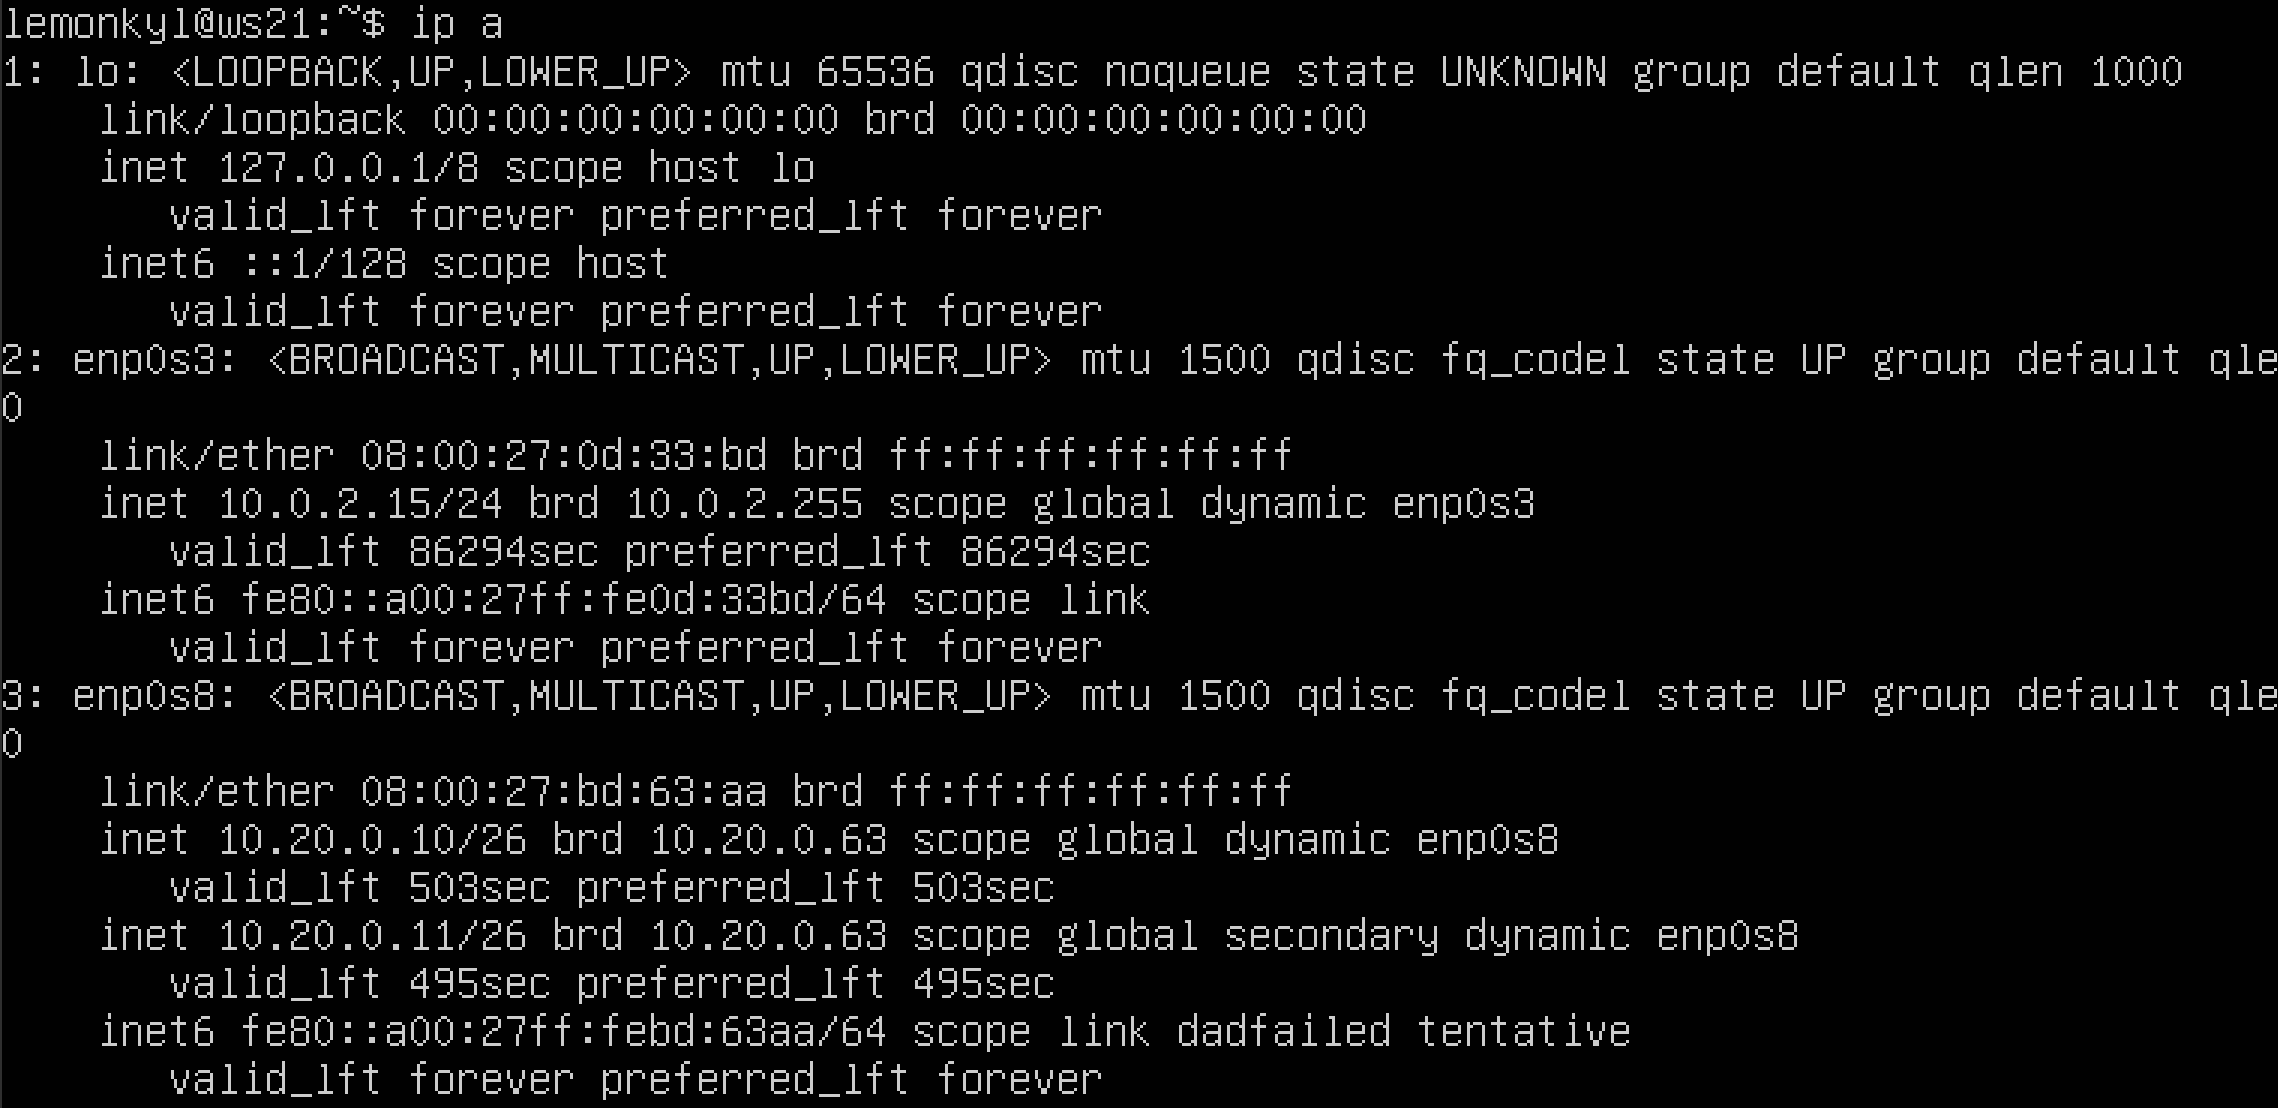 lemonkyl@ws21:~$ ip a
1: lo: <LOOPBACK,UP,LOWER_UP> mtu 65536 qdisc noqueue state UNKNOWN group default qlen 1000
    link/loopback 00:00:00:00:00:00 brd 00:00:00:00:00:00
    inet 127.0.0.1/8 scope host lo
       valid_lft forever preferred_lft forever
    inet6 ::1/128 scope host
       valid_lft forever preferred_lft forever
2: enp0s3: <BROADCAST,MULTICAST,UP,LOWER_UP> mtu 1500 qdisc fq_codel state UP group default qle
0
    link/ether 08:00:27:0d:33:bd brd ff:ff:ff:ff:ff:ff
    inet 10.0.2.15/24 brd 10.0.2.255 scope global dynamic enp0s3
       valid_lft 86294sec preferred_lft 86294sec
    inet6 fe80::a00:27ff:fe0d:33bd/64 scope link
       valid_lft forever preferred_lft forever
3: enp0s8: <BROADCAST,MULTICAST,UP,LOWER_UP> mtu 1500 qdisc fq_codel state UP group default qle
0
    link/ether 08:00:27:bd:63:aa brd ff:ff:ff:ff:ff:ff
    inet 10.20.0.10/26 brd 10.20.0.63 scope global dynamic enp0s8
       valid_lft 503sec preferred_lft 503sec
    inet 10.20.0.11/26 brd 10.20.0.63 scope global secondary dynamic enp0s8
       valid_lft 495sec preferred_lft 495sec
    inet6 fe80::a00:27ff:febd:63aa/64 scope link dadfailed tentative
       valid_lft forever preferred_lft forever